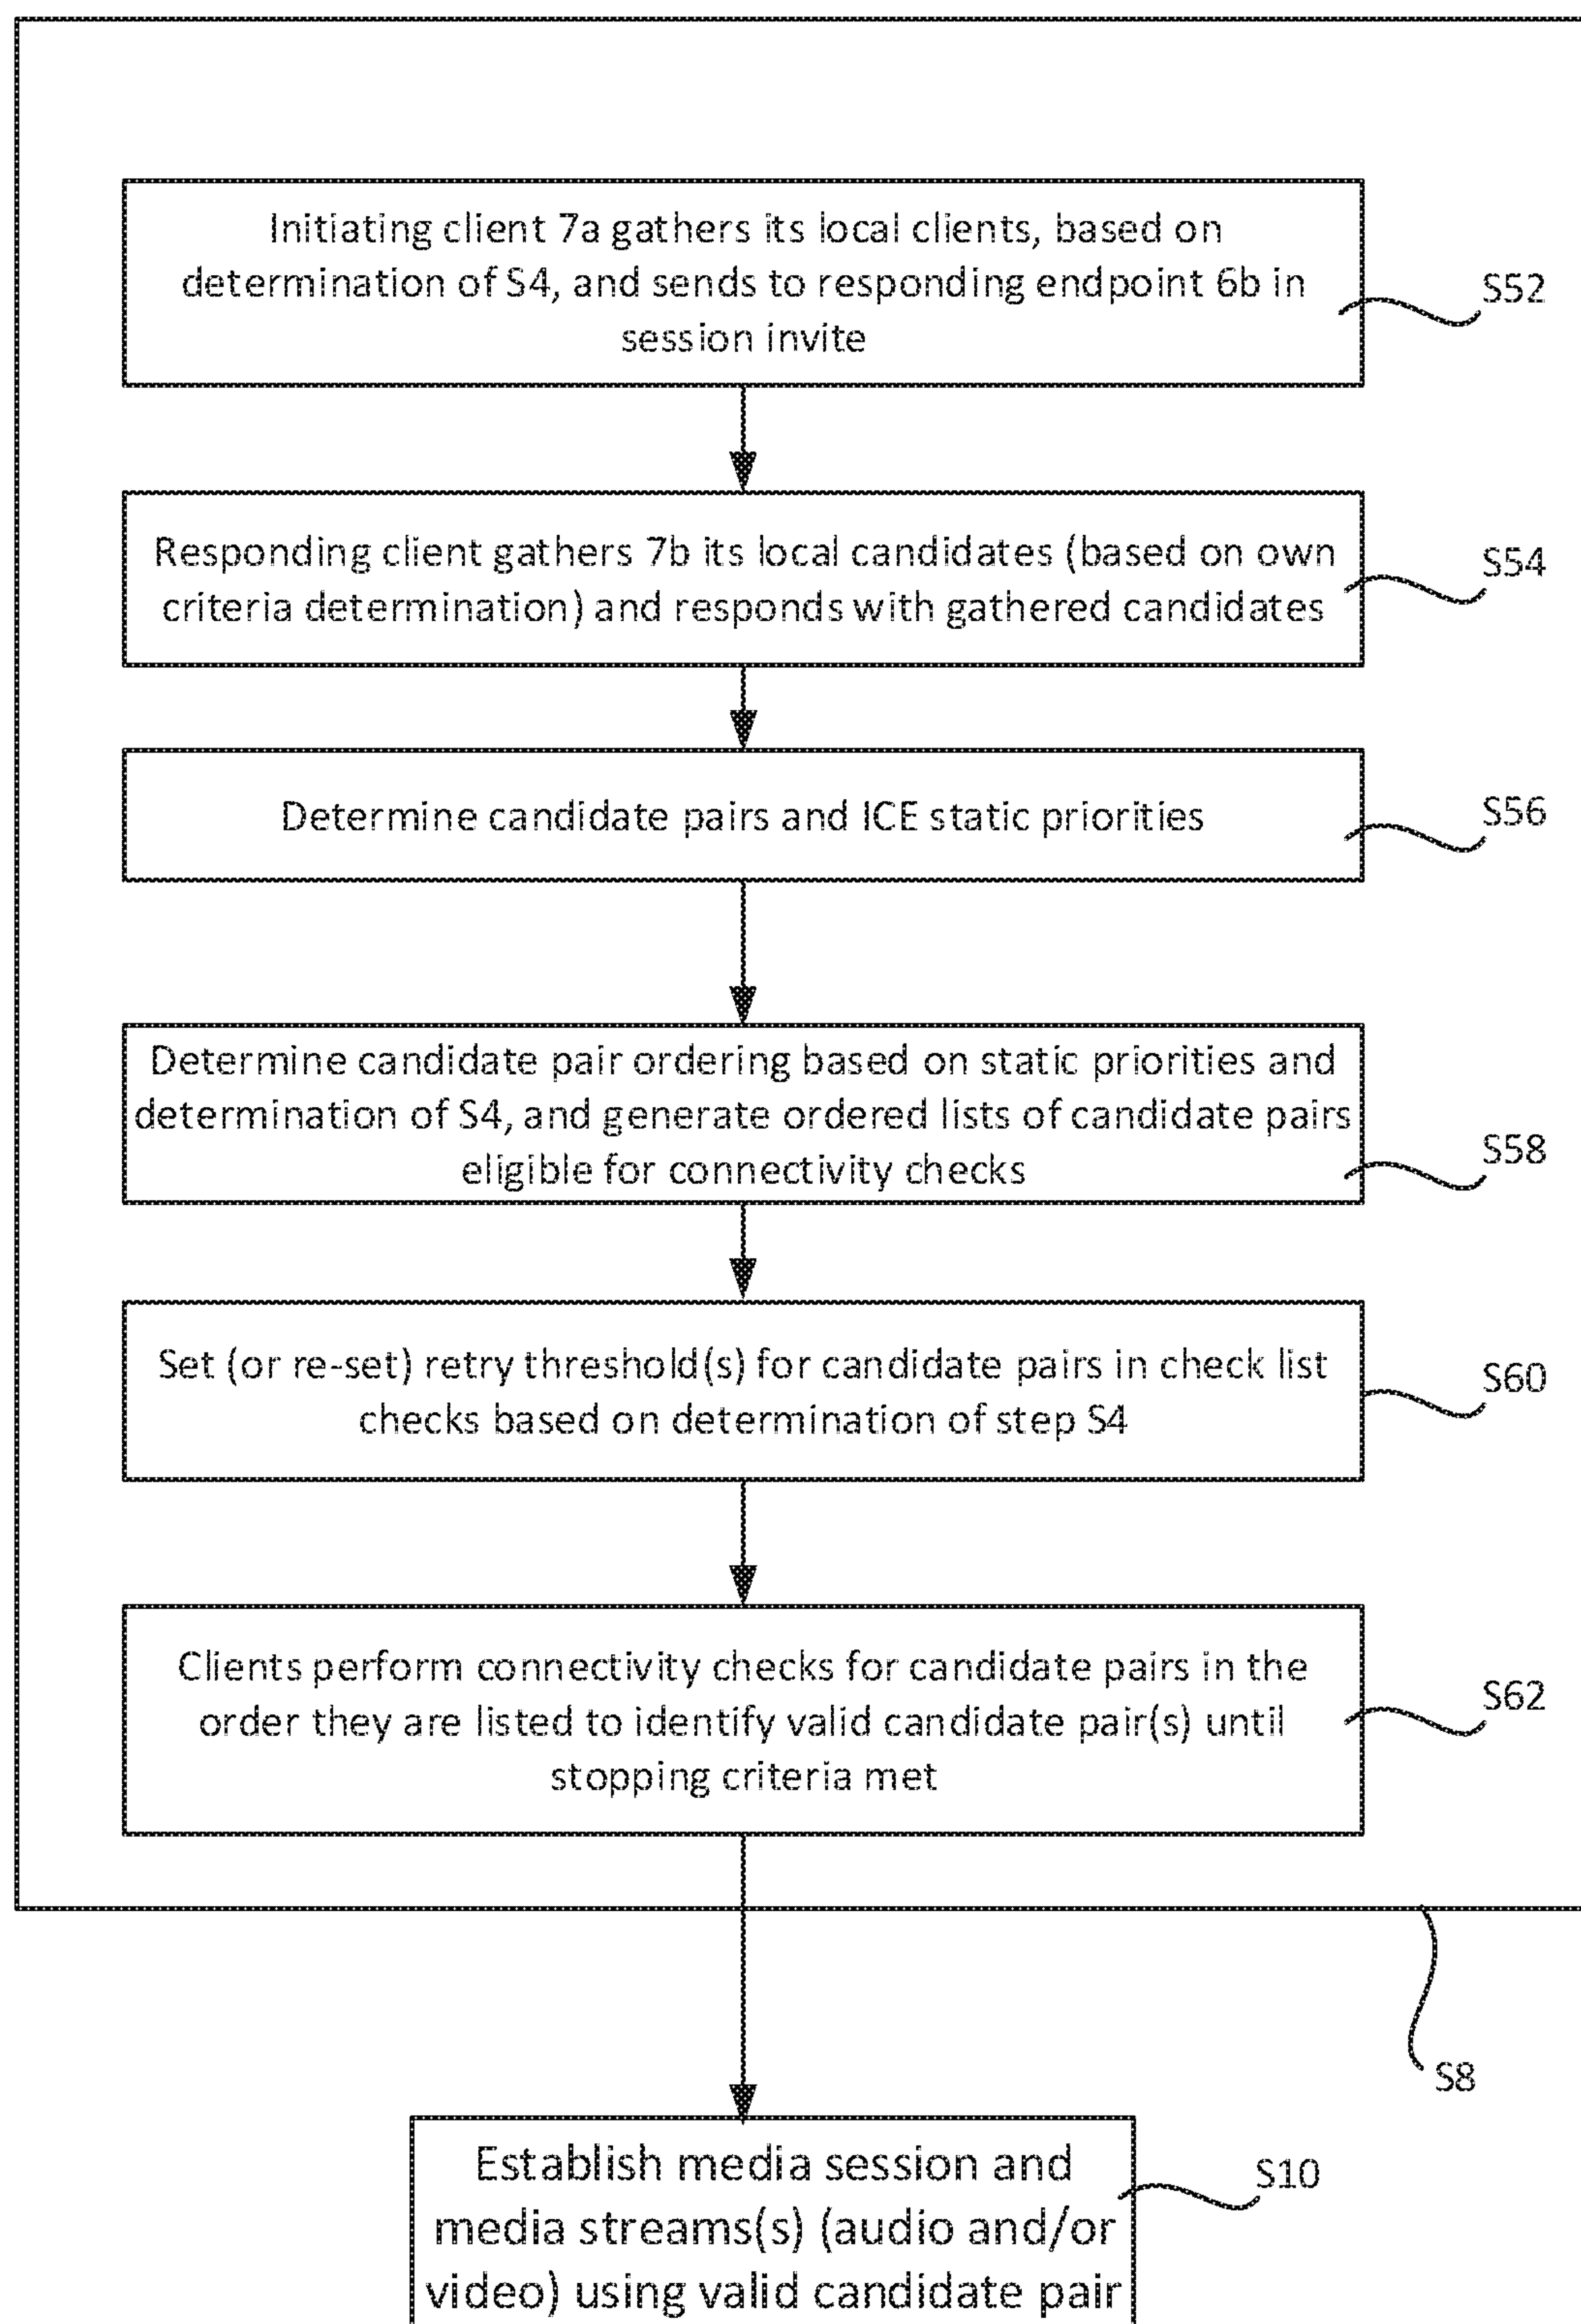 Initiating client 7a gathers its local clients, based on
determination of S4, and sends to responding endpoint 6b in
session invite
S52
Responding client gathers 7b its local candidates (based on own
criteria determination) and responds with gathered candidates
S54
Determine candidate pairs and ICE static priorities
S56
Determine candidate pair ordering based on static priorities and
determination of S4, and generate ordered lists of candidate pairs
eligible for connectivity checks
S58
Set (or re-set) retry threshold(s) for candidate pairs in check list
checks based on determination of step S4
S60
Clients perform connectivity checks for candidate pairs in the
order they are listed to identify valid candidate pair(s) until
stopping criteria met
S62
S8
Establish media session and
media streams(s) (audio and/or
video) using valid candidate pair
S10